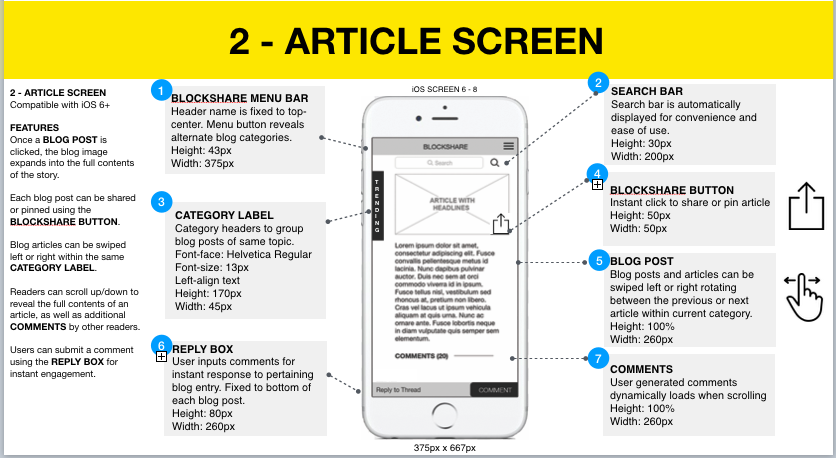 2 - ARTICLE SCREEN
2 - ARTICLE SCREEN
Compatible with iOS 6+
FEATURES
Once a BLOG POST is
clicked, the blog image
expands into the full contents
of the story.
Each blog post can be shared
or pinned using the
BLOCKSHARE BUTTON.
Blog articles can be swiped
left or right within the same
CATEGORY LABEL.
Readers can scroll up/down to
reveal the full contents of an
article, as well as additional
COMMENTS by other readers.
Users can submit a comment
using the REPLY BOX for
instant engagement.
1
BLOCKSHARE MENU BAR
Header name is fixed to top-
center. Menu button reveals
alternate blog categories.
Height: 43px
Width: 375px
3
CATEGORY LABEL
Category headers to group
blog posts of same topic.
Font-face: Helvetica Regular
Font-size: 13px
Left-align text
Height: 170px
Width: 45px
6
REPLY BOX
User inputs comments for
instant response to pertaining
blog entry. Fixed to bottom of
each blog post.
Height: 80px
Width: 260px
iOS SCREEN 6 - 8
BLOCKSHARE
Search
TRENDING
ARTICLE WITH
HEADLINES
Lorem ipsum dolor sit amet,
consectetur adipiscing elit. Fusce
convallis pellentesque metus id
lacinia. Nunc dapibus pulvinar
auctor. Duis nec sem at orci
commodo viverra id in ipsum.
Fusce tellus nisl, vestibulum sed
rhoncus at, pretium non libero.
Cras vel lacus ut ipsum vehicula
aliquam at quis urna. Nunc ac
ornare ante. Fusce lobortis neque
in diam vulputate quis semper sem
elementum.
COMMENTS (20)
Reply to Thread
COMMENT
375px x 667px
2
SEARCH BAR
Search bar is automatically
displayed for convenience and
ease of use.
Height: 30px
Width: 200px
4
BLOCKSHARE BUTTON
Instant click to share or pin article
Height: 50px
Width: 50px
5
BLOG POST
Blog posts and articles can be
swiped left or right rotating
between the previous or next
article within current category.
Height: 100%
Width: 260px
7
COMMENTS
User generated comments
dynamically loads when scrolling
Height: 100%
Width: 260px